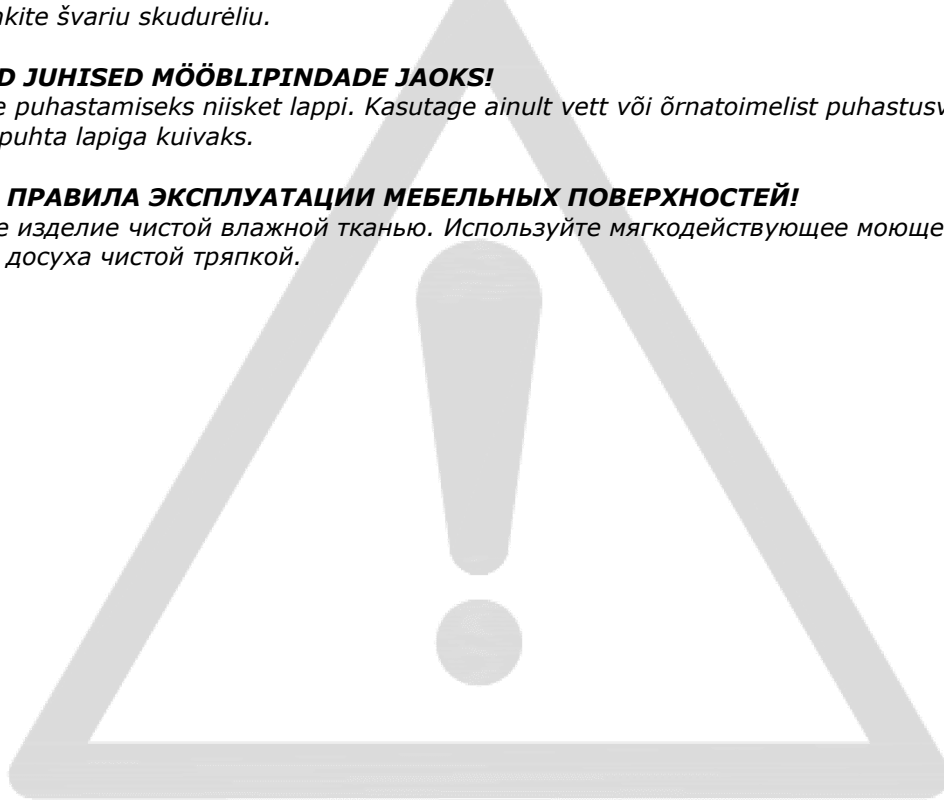 kite švariu skudurėliu.
D JUHISED MÖÖBLIPINDADE JAOKS!
e puhastamiseks niisket lappi. Kasutage ainult vett või õrnatoimelist puhastusv
puhta lapiga kuivaks.
ПРАВИЛА ЭКСПЛУАТАЦИИ МЕБЕЛЬНЫХ ПОВЕРХНОСТЕЙ!
е изделие чистой влажной тканью. Используйте мягкодействующее моюще
досуха чистой тряпкой.